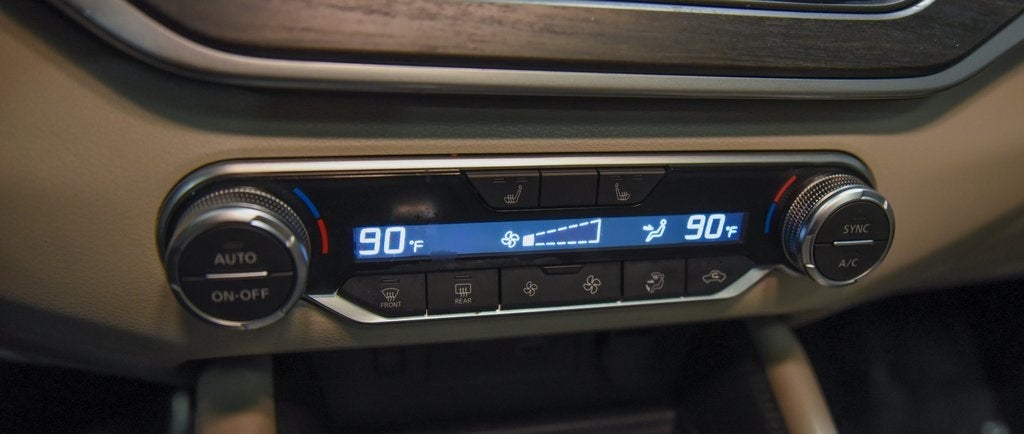 90°F
90°F
AUTO
ON·OFF
FRONT
REAR
SYNC
A/C